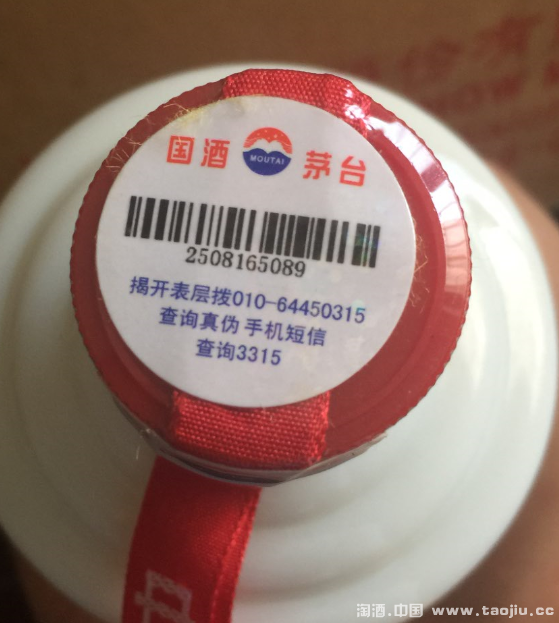 国酒 MOUTAI 茅台
2508165089
揭开表层拨010-64450315
查询真伪 手机短信
查询3315
淘酒.中国 www.taojiu.cc